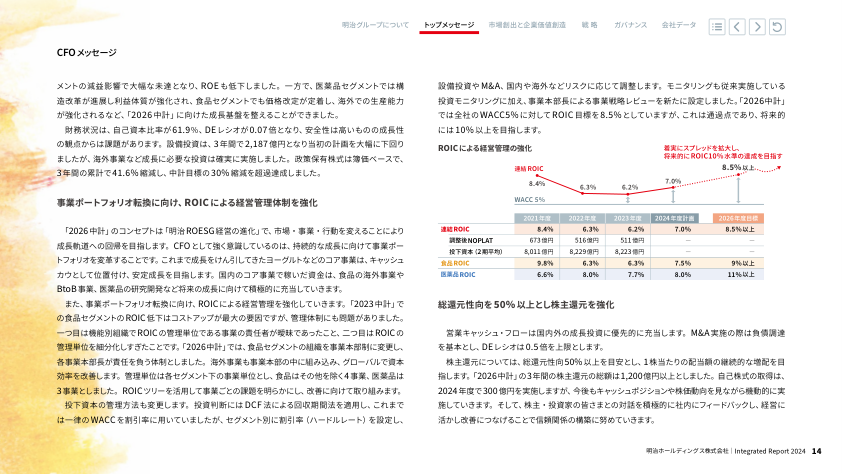 明治グループについて トップメッセージ 市場創出と企業価値創造 戦 略 ガバナンス 会社データ
CFOメッセージ
メントの減益影響で大幅な未達となり、ROEも低下しました。一方で、医薬品セグメントでは構
造改革が進展し利益体質が強化され、食品セグメントでも価格改定が定着し、海外での生産能力
が強化されるなど、「2026中計」に向けた成長基盤を整えることができました。
財務状況は、自己資本比率が61.9%、DEレシオが0.07倍となり、安全性は高いものの成長性
の観点からは課題があります。設備投資は、3年間で2,187億円となり当初の計画を大幅に下回り
ましたが、海外事業など成長に必要な投資は確実に実施しました。政策保有株式は簿価ベースで、
3年間の累計で41.6%縮減し、中計目標の30%縮減を超過達成しました。
事業ポートフォリオ転換に向け、ROICによる経営管理体制を強化
「2026中計」のコンセプトは「明治ROESG経営の進化」で、市場・事業・行動を変えることにより
成長軌道への回帰を目指します。CFOとして強く意識しているのは、持続的な成長に向けて事業ポー
トフォリオを変革することです。これまで成長をけん引してきたヨーグルトなどのコア事業は、キャッシュ
カウとして位置付け、安定成長を目指します。国内のコア事業で稼いだ資金は、食品の海外事業や
BtoB事業、医薬品の研究開発など将来の成長に向けて積極的に充当していきます。
また、事業ポートフォリオ転換に向け、ROICによる経営管理を強化していきます。「2023中計」で
の食品セグメントのROIC低下はコストアップが最大の要因ですが、管理体制にも問題がありました。
一つ目は機能別組織でROICの管理単位である事業の責任者が曖昧であったこと、二つ目はROICの
管理単位を細分化しすぎたことです。「2026中計」では、食品セグメントの組織を事業本部制に変更し、
各事業本部長が責任を負う体制としました。海外事業も事業本部の中に組み込み、グローバルで資本
効率を改善します。管理単位は各セグメント下の事業単位とし、食品はその他を除く4事業、医薬品は
3事業としました。ROICツリーを活用して事業ごとの課題を明らかにし、改善に向けて取り組みます。
投下資本の管理方法も変更します。投資判断にはDCF法による回収期間法を適用し、これまで
は一律のWACCを割引率に用いていましたが、セグメント別に割引率（ハードルレート）を設定し、
設備投資やM&A、国内や海外などリスクに応じて調整します。モニタリングも従来実施している
投資モニタリングに加え、事業本部長による事業戦略レビューを新たに設定しました。「2026中計」
では全社のWACC5%に対してROIC目標を8.5%としていますが、これは通過点であり、将来的
には10%以上を目指します。
ROICによる経営管理の強化
着実にスプレッドを拡大し、
将来的にROIC10%水準の達成を目指す
連結ROIC
8.4% 6.3% 6.2% 7.0% 8.5%以上
WACC 5%
2021年度 2022年度 2023年度 2024年度計画 2026年度目標
連結ROIC 8.4% 6.3% 6.2% 7.0% 8.5%以上
調整後NOPLAT 673億円 516億円 511億円 — —
投下資本（2期平均） 8,011億円 8,229億円 8,223億円 — —
食品ROIC 9.8% 6.3% 6.3% 7.5% 9%以上
医薬品ROIC 6.6% 8.0% 7.7% 8.0% 11%以上
総還元性向を50%以上とし株主還元を強化
営業キャッシュ・フローは国内外の成長投資に優先的に充当します。M&A実施の際は負債調達
を基本とし、DEレシオは0.5倍を上限とします。
株主還元については、総還元性向50%以上を目安とし、1株当たりの配当額の継続的な増配を目
指します。「2026中計」の3年間の株主還元の総額は1,200億円以上としました。自己株式の取得は、
2024年度で300億円を実施しますが、今後もキャッシュポジションや株価動向を見ながら機動的に実
施していきます。そして、株主・投資家の皆さまとの対話を積極的に社内にフィードバックし、経営に
活かし改善につなげることで信頼関係の構築に努めていきます。
明治ホールディングス株式会社｜Integrated Report 2024 14